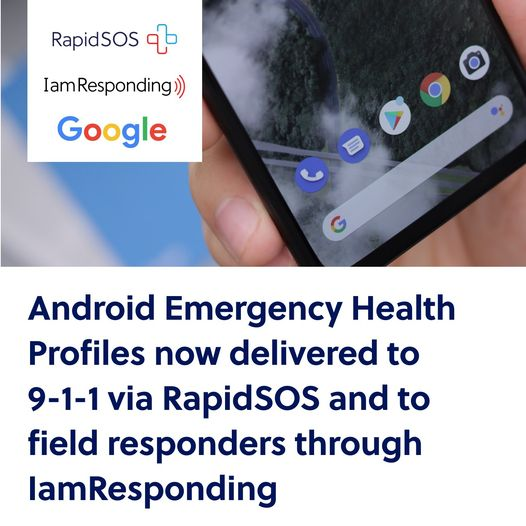 RapidSOS
IamResponding
Google
G
Android Emergency Health
Profiles now delivered to
9-1-1 via RapidSOS and to
field responders through
IamResponding